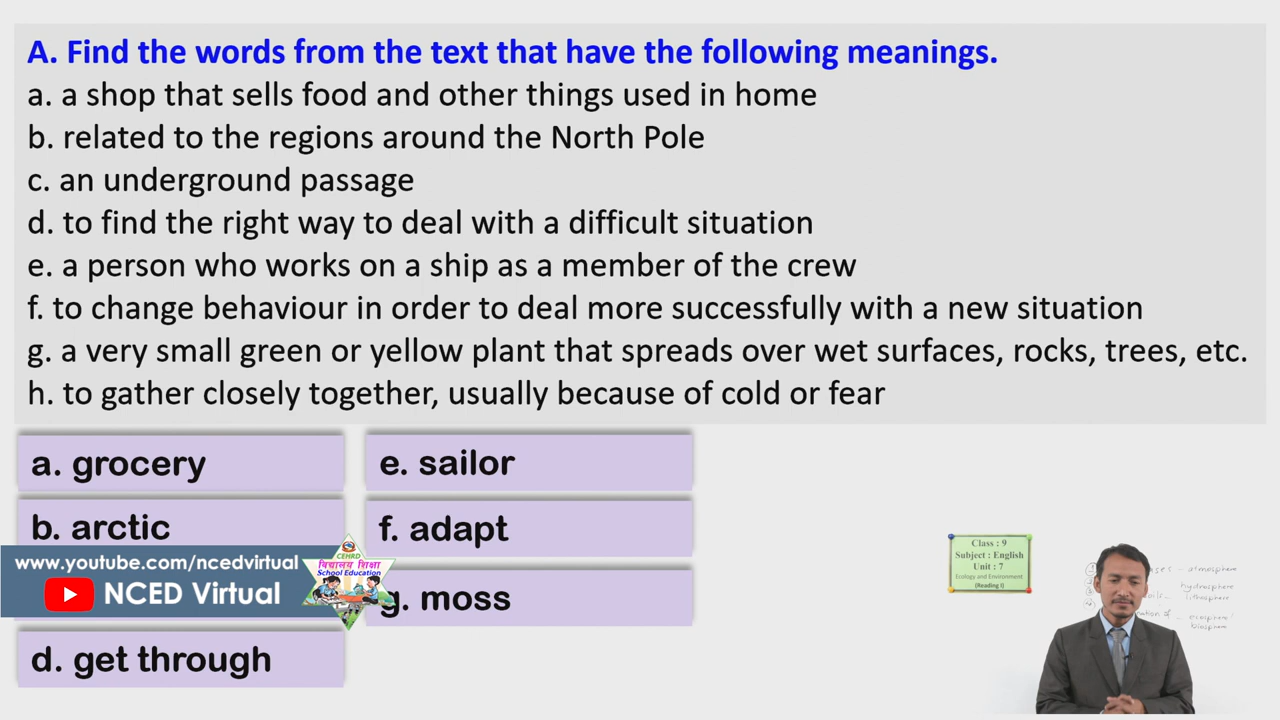 A. Find the words from the text that have the following meanings.
a. a shop that sells food and other things used in home
b. related to the regions around the North Pole
c. an underground passage
d. to find the right way to deal with a difficult situation
e. a person who works on a ship as a member of the crew
f. to change behaviour in order to deal more successfully with a new situation
g. a very small green or yellow plant that spreads over wet surfaces, rocks, trees, etc.
h. to gather closely together, usually because of cold or fear
a. grocery
b. arctic
d. get through
e. sailor
f. adapt
g. moss
www.youtube.com/ncedvirtual
NCED Virtual
CEHRD
विद्यालय शिक्षा
School Education
Class : 9
Subject : English
Unit : 7
Ecology and Environment
(Reading I)
atmosphere
hydrosphere
lithosphere
biosphere